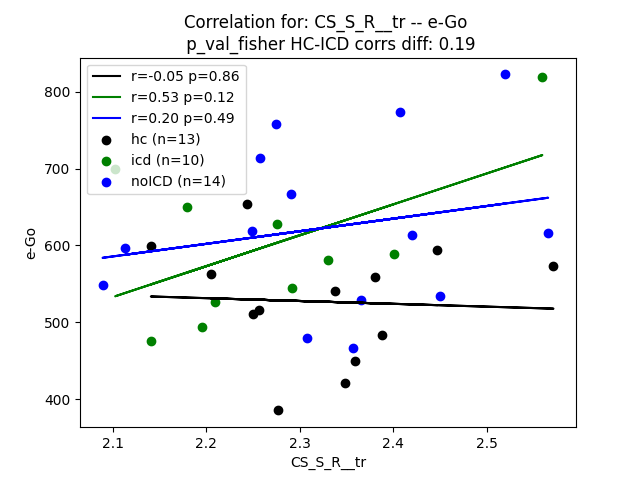 Correlation for: CS_S_R__tr -- e-Go
p_val_fisher HC-ICD corrs diff: 0.19
r=-0.05 p=0.86
r=0.53 p=0.12
r=0.20 p=0.49
hc (n=13)
icd (n=10)
noICD (n=14)
800
700
600
500
400
e-Go
2.1 2.2 2.3 2.4 2.5
CS_S_R__tr